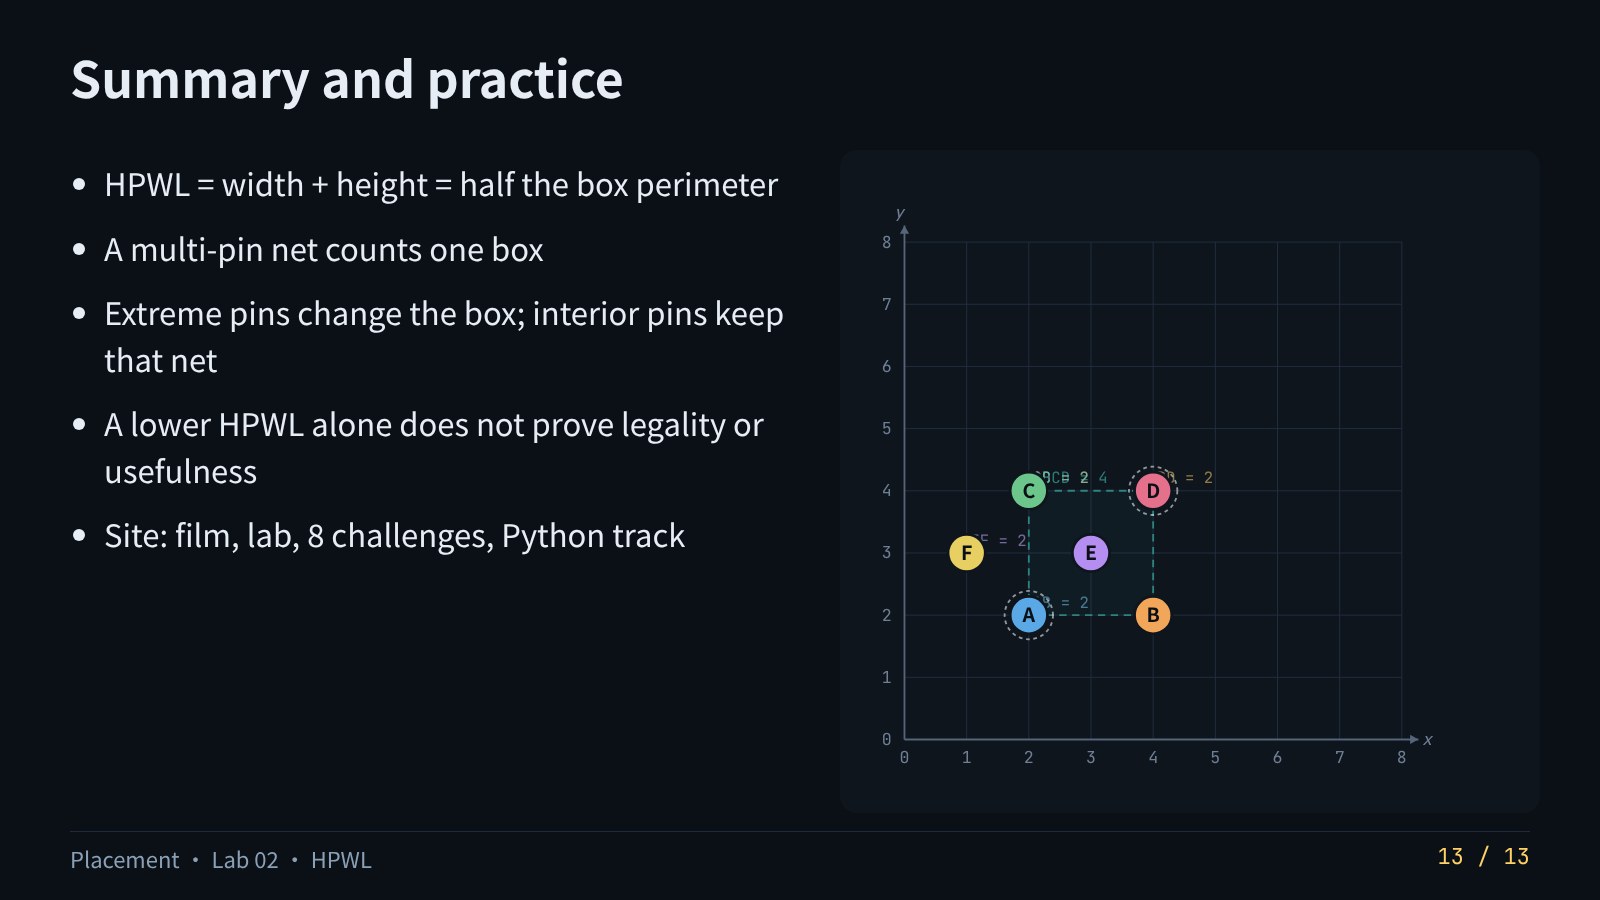 Summary and practice
• HPWL = width + height = half the box perimeter
• A multi-pin net counts one box
• Extreme pins change the box; interior pins keep
that net
• A lower HPWL alone does not prove legality or
usefulness
• Site: film, lab, 8 challenges, Python track
y
8
7
6
5
= 2
4
C
D
4
= 2
3
F
E
= 2
2
A
B
1
0
x
0 1 2 3 4 5 6 7 8
Placement • Lab 02 • HPWL
13 / 13